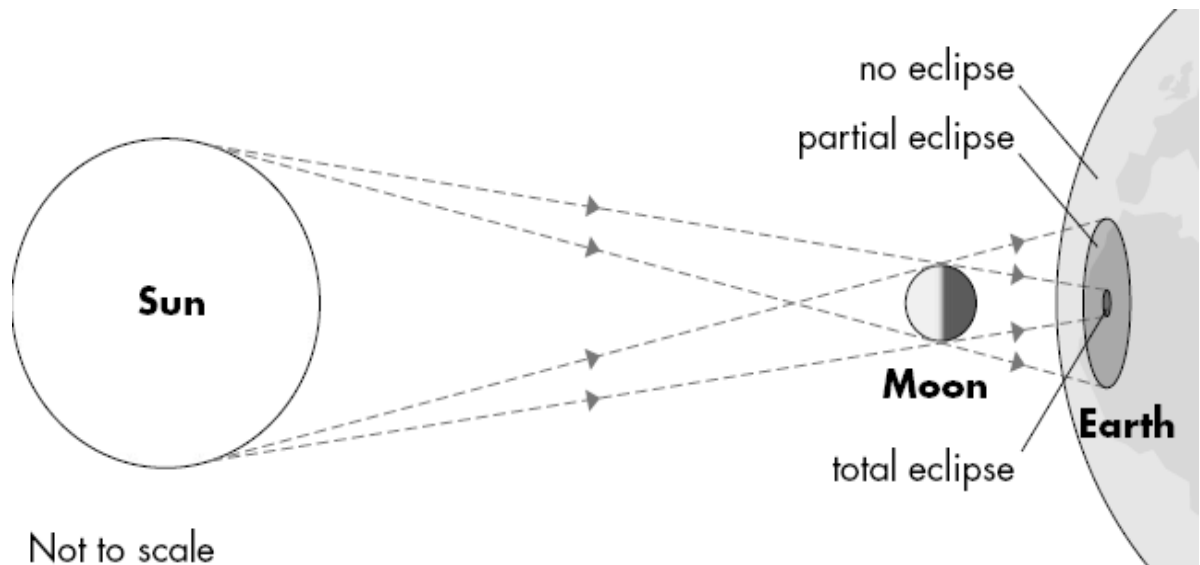 no eclipse
partial eclipse
Sun
Moon
Earth
total eclipse
Not to scale